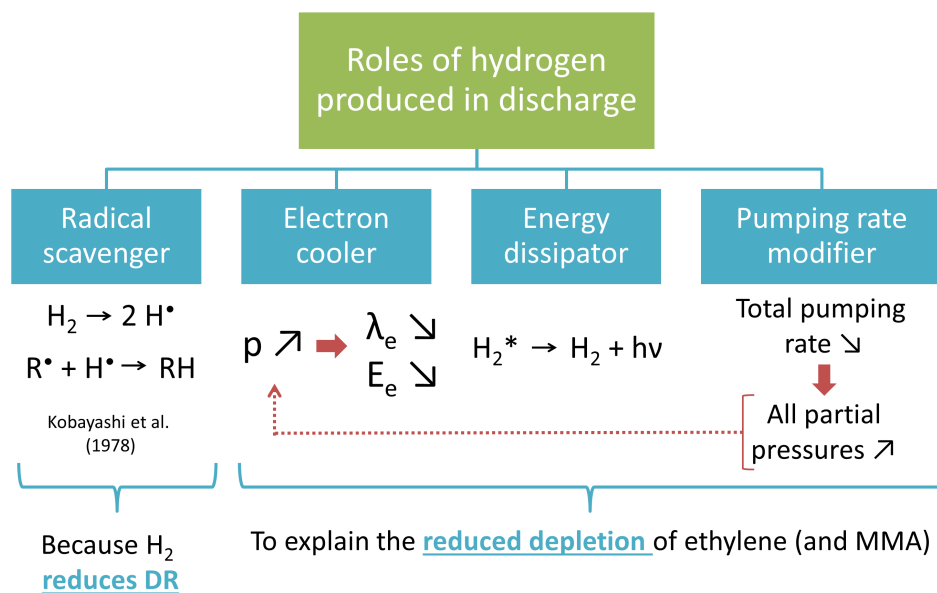 Roles of hydrogen
produced in discharge
Radical
scavenger
Electron
cooler
Energy
dissipator
Pumping rate
modifier
H₂ → 2 H•
R• + H• → RH
Kobayashi et al.
(1978)
p ↗ ➡ λₑ ↘
Eₑ ↘
H₂* → H₂ + hν
Total pumping
rate ↘
All partial
pressures ↗
Because H₂
reduces DR
To explain the reduced depletion of ethylene (and MMA)